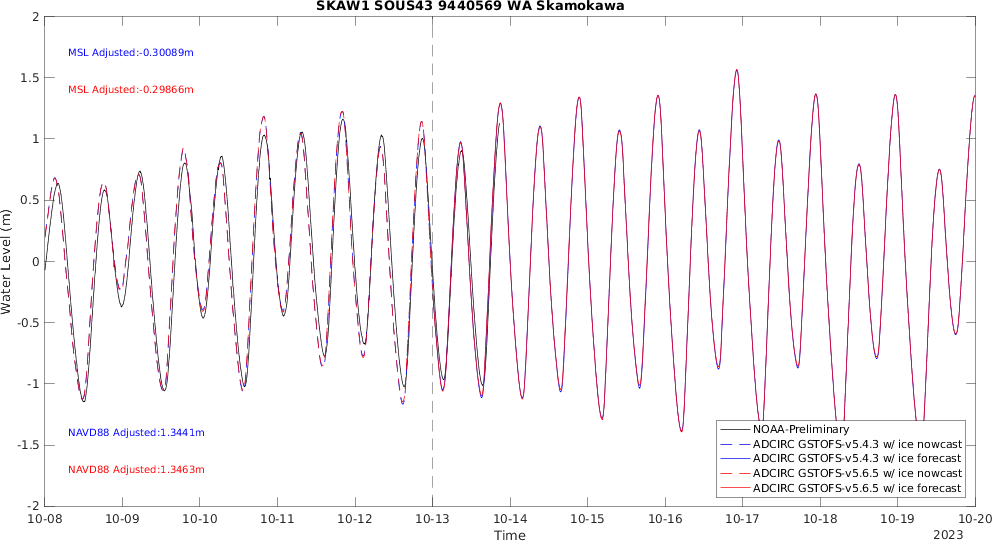 SKAW1 SOUS43 9440569 WA Skamokawa
2
1.5
1
0.5
0
-0.5
-1
-1.5
-2
Water Level (m)
MSL Adjusted:-0.30089m
MSL Adjusted:-0.29866m
NAVD88 Adjusted:1.3441m
NAVD88 Adjusted:1.3463m
NOAA-Preliminary
ADCIRC GSTOFS-v5.4.3 w/ ice nowcast
ADCIRC GSTOFS-v5.4.3 w/ ice forecast
ADCIRC GSTOFS-v5.6.5 w/ ice nowcast
ADCIRC GSTOFS-v5.6.5 w/ ice forecast
10-08 10-09 10-10 10-11 10-12 10-13 10-14 10-15 10-16 10-17 10-18 10-19 10-20
Time
2023